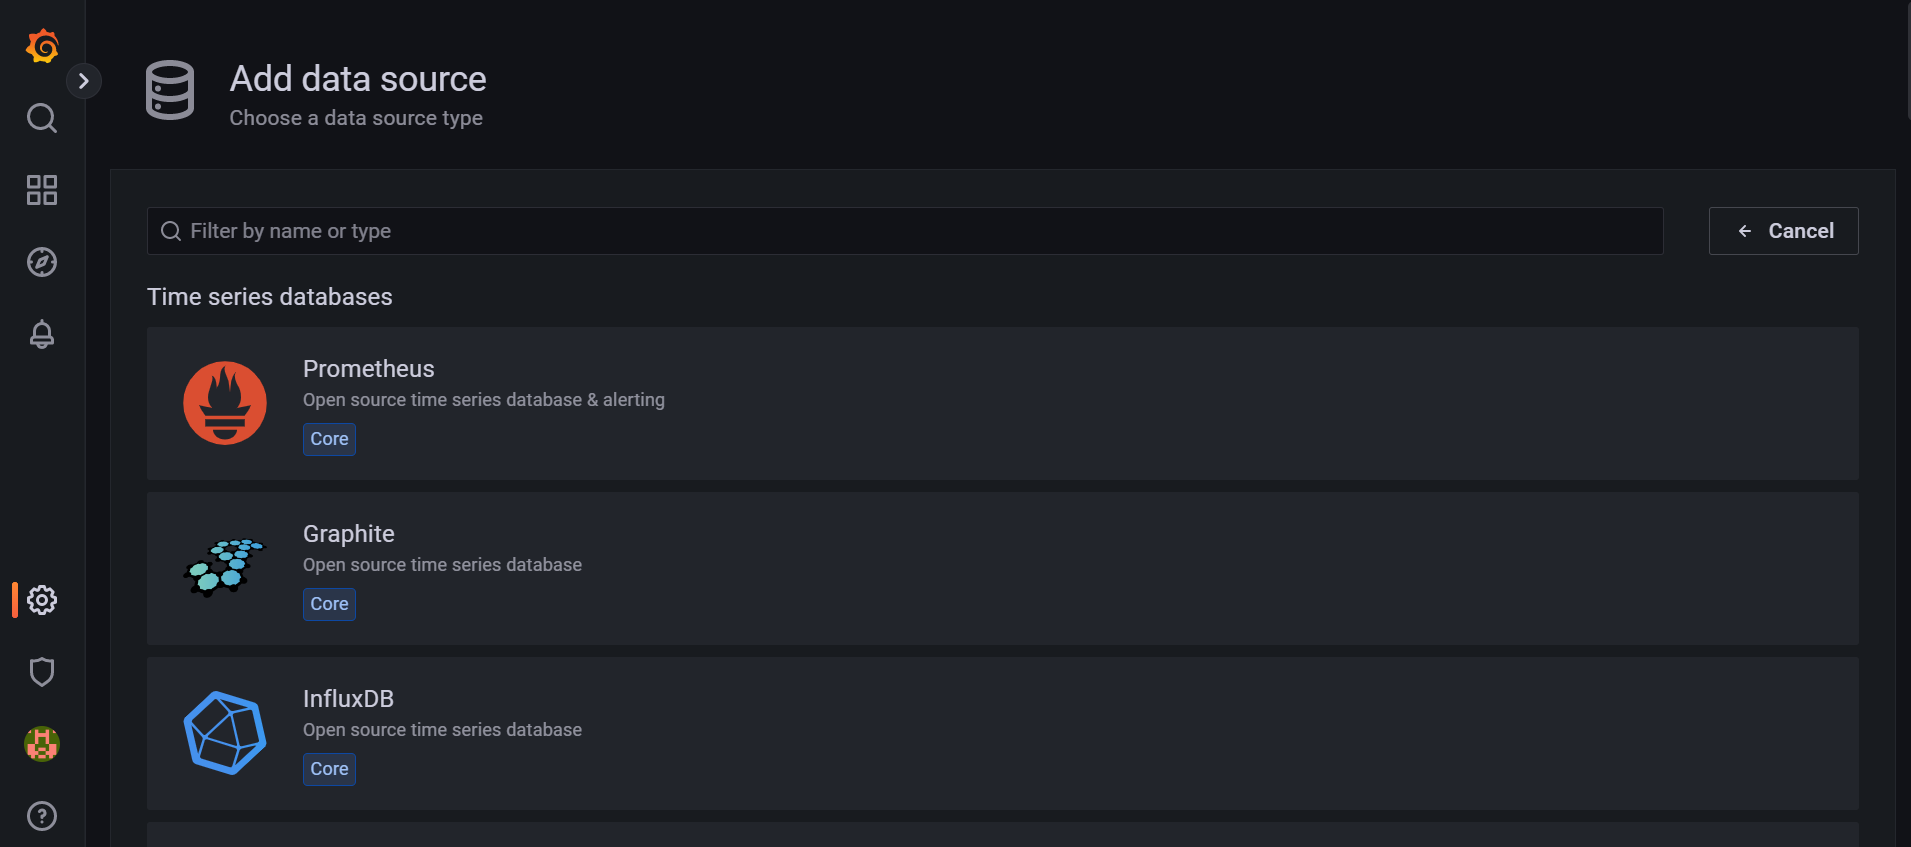 Add data source
Choose a data source type
Filter by name or type
Cancel
Time series databases
Prometheus
Open source time series database & alerting
Core
Graphite
Open source time series database
Core
InfluxDB
Open source time series database
Core